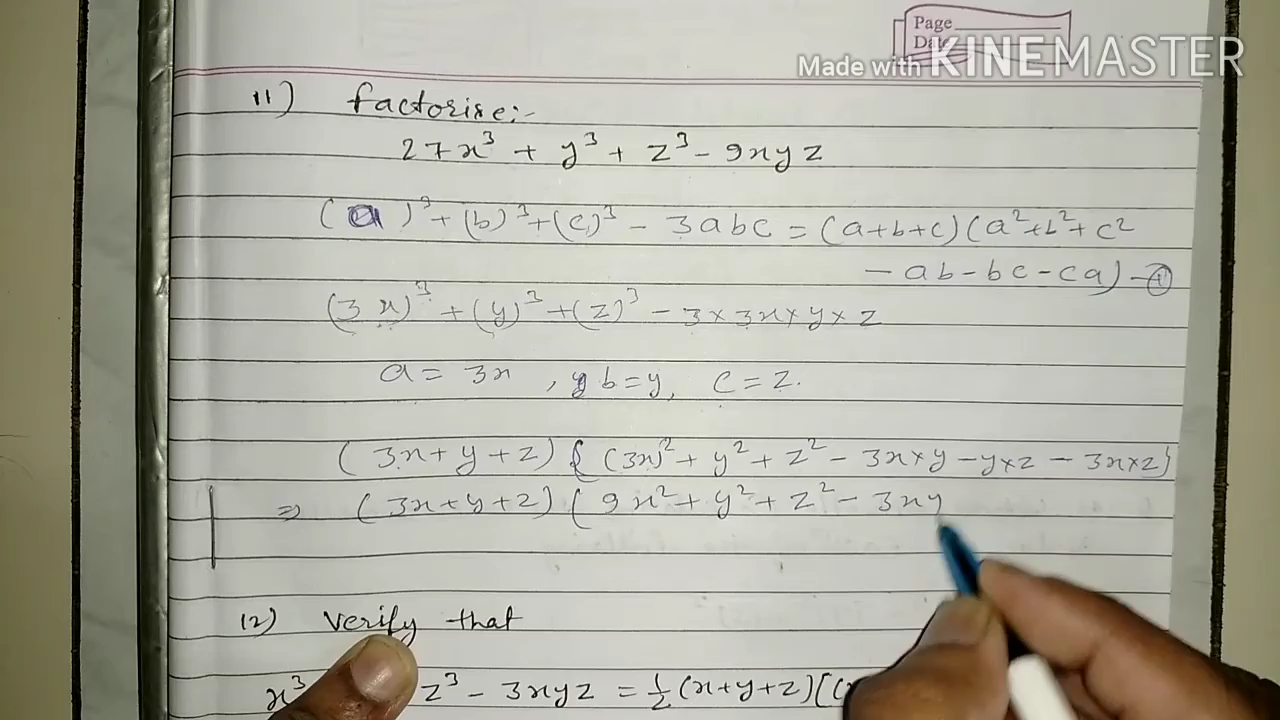 Page
Date
Made with KINEMASTER
11) factorise:-
27x³ + y³ + z³ - 9xyz
(a)³ + (b)³ + (c)³ - 3abc = (a+b+c)(a²+b²+c²
- ab - bc - ca) - ①
(3x)³ + (y)³ + (z)³ - 3×3x×y×z
a = 3x , b = y, c = z.
(3x+y+z) { (3x)² + y² + z² - 3x×y - y×z - 3x×z}
⇒ (3x+y+z) (9x² + y² + z² - 3xy
12) Verify that
x³ z³ - 3xyz = ½ (x+y+z) [(